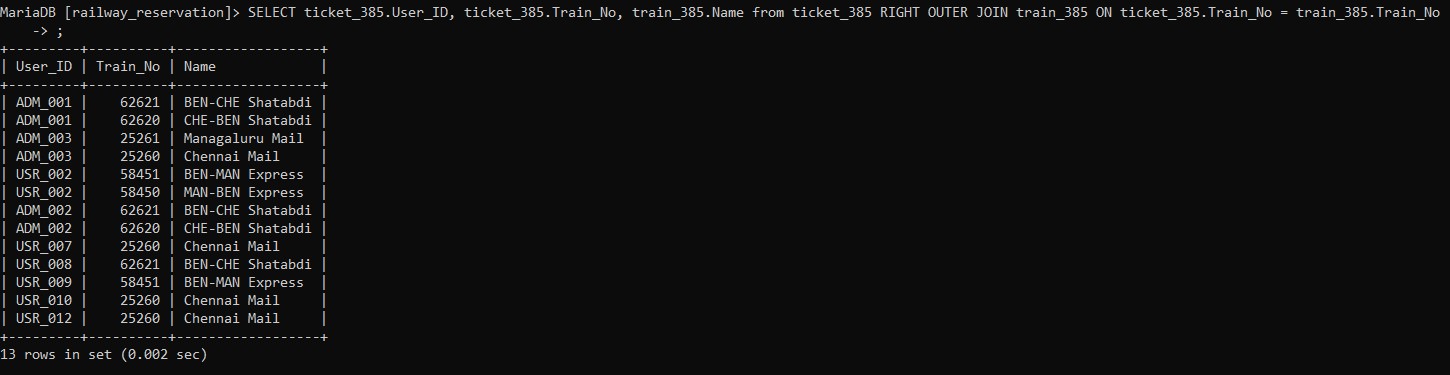 MariaDB [railway_reservation]> SELECT ticket_385.User_ID, ticket_385.Train_No, train_385.Name from ticket_385 RIGHT OUTER JOIN train_385 ON ticket_385.Train_No = train_385.Train_No
    -> ;
+---------+----------+------------------+
| User_ID | Train_No | Name             |
+---------+----------+------------------+
| ADM_001 |    62621 | BEN-CHE Shatabdi |
| ADM_001 |    62620 | CHE-BEN Shatabdi |
| ADM_003 |    25261 | Managaluru Mail  |
| ADM_003 |    25260 | Chennai Mail     |
| USR_002 |    58451 | BEN-MAN Express  |
| USR_002 |    58450 | MAN-BEN Express  |
| ADM_002 |    62621 | BEN-CHE Shatabdi |
| ADM_002 |    62620 | CHE-BEN Shatabdi |
| USR_007 |    25260 | Chennai Mail     |
| USR_008 |    62621 | BEN-CHE Shatabdi |
| USR_009 |    58451 | BEN-MAN Express  |
| USR_010 |    25260 | Chennai Mail     |
| USR_012 |    25260 | Chennai Mail     |
+---------+----------+------------------+
13 rows in set (0.002 sec)